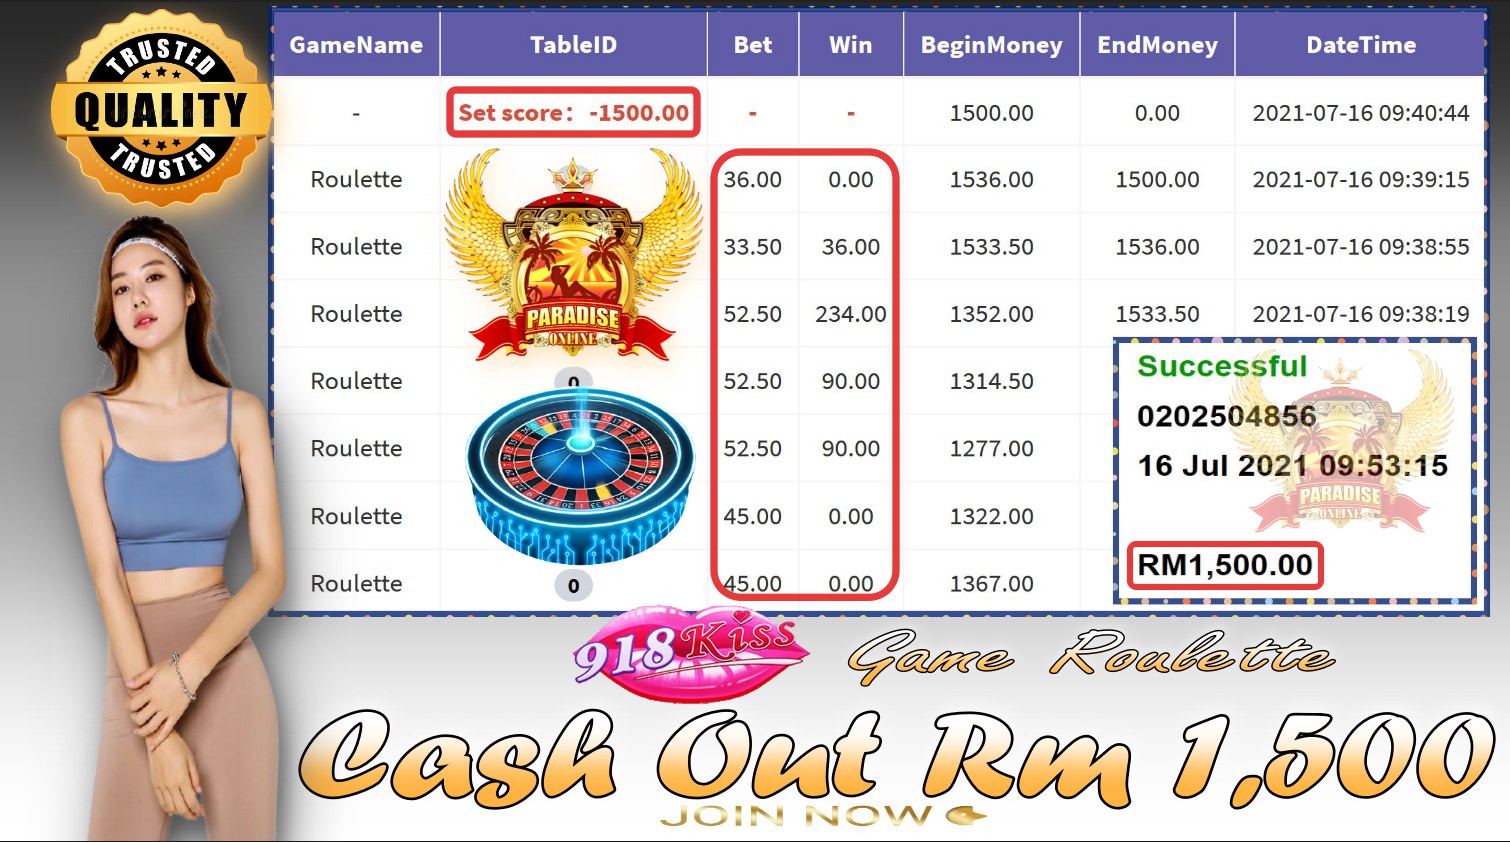 TRUSTED
QUALITY
TRUSTED
GameName TableID Bet Win BeginMoney EndMoney DateTime
- Set score: -1500.00 - - 1500.00 0.00 2021-07-16 09:40:44
Roulette 36.00 0.00 1536.00 1500.00 2021-07-16 09:39:15
Roulette 33.50 36.00 1533.50 1536.00 2021-07-16 09:38:55
Roulette 52.50 234.00 1352.00 1533.50 2021-07-16 09:38:19
PARADISE
ONLINE
Roulette 0 52.50 90.00 1314.50
Roulette 52.50 90.00 1277.00
Roulette 45.00 0.00 1322.00
Roulette 0 45.00 0.00 1367.00
Successful
0202504856
16 Jul 2021 09:53:15
PARADISE
ONLINE
RM1,500.00
918Kiss Game Roulette
Cash Out Rm 1,500
JOIN NOW